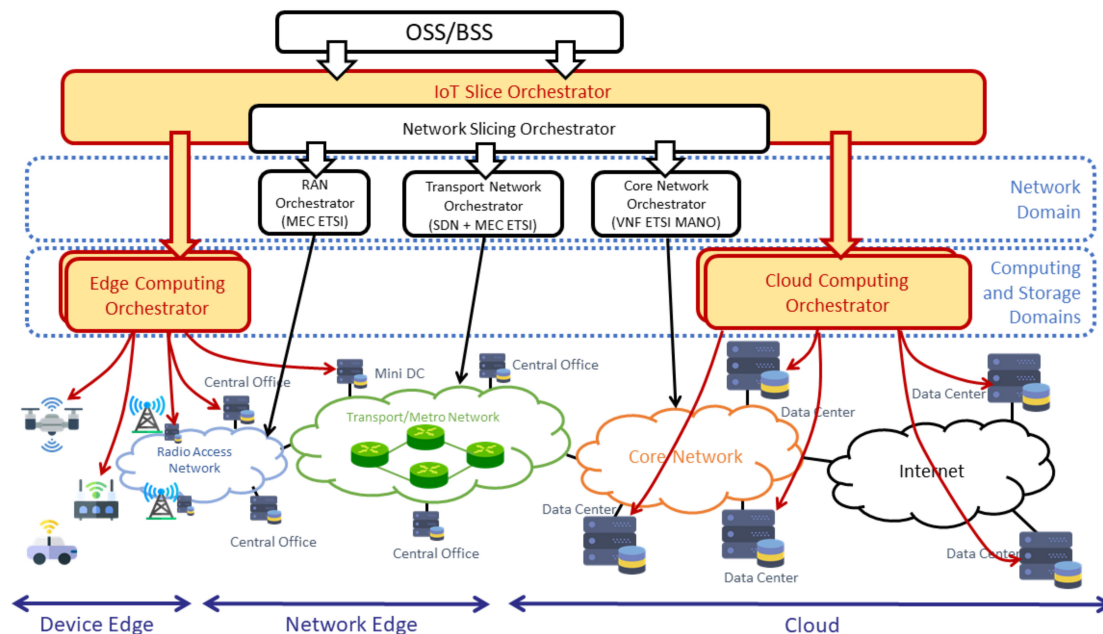 OSS/BSS
IoT Slice Orchestrator
Network Slicing Orchestrator
RAN
Orchestrator
(MEC ETSI)
Transport Network
Orchestrator
(SDN + MEC ETSI)
Core Network
Orchestrator
(VNF ETSI MANO)
Network
Domain
Edge Computing
Orchestrator
Cloud Computing
Orchestrator
Computing
and Storage
Domains
Central Office
Mini DC
Central Office
Data Center
Data Center
Transport/Metro Network
Radio Access
Network
Core Network
Internet
Central Office
Central Office
Data Center
Data Center
Data Center
Device Edge
Network Edge
Cloud